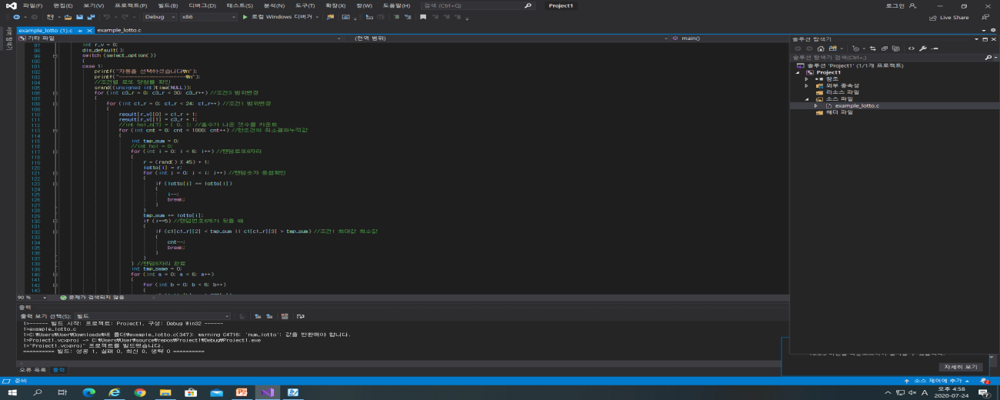 파일(F) 편집(E) 보기(V) 프로젝트(P) 빌드(B) 디버그(D) 테스트(S) 분석(N) 도구(T) 확장(X) 창(W) 도움말(H) 검색 (Ctrl+Q) Project1 로그인
Debug x86 로컬 Windows 디버거 Live Share
example_lotto (1).c example_lotto.c
기타 파일 (전역 범위) main()
97 int r_v = 0;
98 dis_default();
99 switch (select_option())
100 {
101 case 1:
102 printf("자동을 선택하셨습니다₩n");
103
104 //조건별 로또 당첨률 확인
105 srand((unsigned int)time(NULL));
106 for (int c3_r = 0; c3_r < 30; c3_r++) //조건3 범위변경
107 {
108 for (int c1_r = 0; c1_r < 24; c1_r++) //조건1 범위변경
109 {
110 result[r_v][0] = c1_r + 1;
111 result[r_v][1] = c3_r + 1;
112 //int hol_n[7] = { 0, }; //홀수가 나온 갯수를 카운트
113 for (int cnt = 0; cnt < 1000; cnt++) //한조건의 최소결과누적값
114 {
115 int tmp_sum = 0;
116 //int hol = 0;
117 for (int i = 0; i < 6; i++) //랜덤로또6자리
118 {
119 r = (rand() % 45) + 1;
120 lotto[i] = r;
121 for (int j = 0; j < i; j++) //랜덤숫자 중첩확인
122 {
123 if (lotto[j] == lotto[i])
124 {
125 i--;
126 break;
127 }
128 }
129 tmp_sum += lotto[i];
130 if (i==5) //랜덤번호6개가 됐을 때
131 {
132 if (c1[c1_r][2] < tmp_sum || c1[c1_r][3] > tmp_sum) //조건1 최대값 최소값
133 {
134 cnt--;
135 break;
136 }
137 }
138 } //랜덤6자리 완료
139 int tmp_same = 0;
140 for (int a = 0; a < 6; a++)
141 {
142 for (int b = 0; b < 6; b++)
143 {
90 % 문제가 검색되지 않음
출력
출력 보기 선택(S): 빌드
1>------ 빌드 시작: 프로젝트: Project1, 구성: Debug Win32 ------
1>example_lotto.c
1>C:₩Users₩User₩Downloads₩새 폴더₩example_lotto.c(347): warning C4716: 'num_lotto': 값을 반환해야 합니다.
1>Project1.vcxproj -> C:₩Users₩User₩source₩repos₩Project1₩Debug₩Project1.exe
1>"Project1.vcxproj" 프로젝트를 빌드했습니다.
========== 빌드: 성공 1, 실패 0, 최신 0, 생략 0 ==========
오류 목록 출력
솔루션 탐색기
솔루션 탐색기 검색(Ctrl+;)
솔루션 'Project1' (1/1개 프로젝트)
Project1
참조
외부 종속성
리소스 파일
소스 파일
example_lotto.c
헤더 파일
자세히 보기
준비 소스 제어에 추가 2
A 오후 4:58
2020-07-24 7